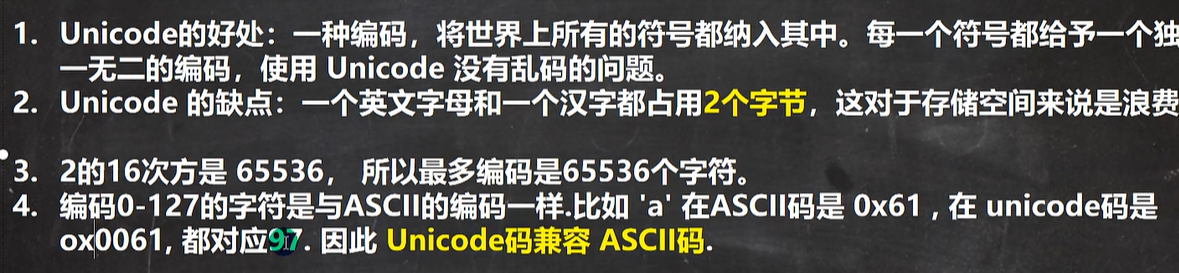 1. Unicode的好处：一种编码，将世界上所有的符号都纳入其中。每一个符号都给予一个独
一无二的编码，使用 Unicode 没有乱码的问题。
2. Unicode 的缺点：一个英文字母和一个汉字都占用2个字节，这对于存储空间来说是浪费
3. 2的16次方是 65536， 所以最多编码是65536个字符。
4. 编码0-127的字符是与ASCII的编码一样.比如 'a' 在ASCII码是 0x61 , 在 unicode码是
ox0061, 都对应97. 因此 Unicode码兼容 ASCII码.